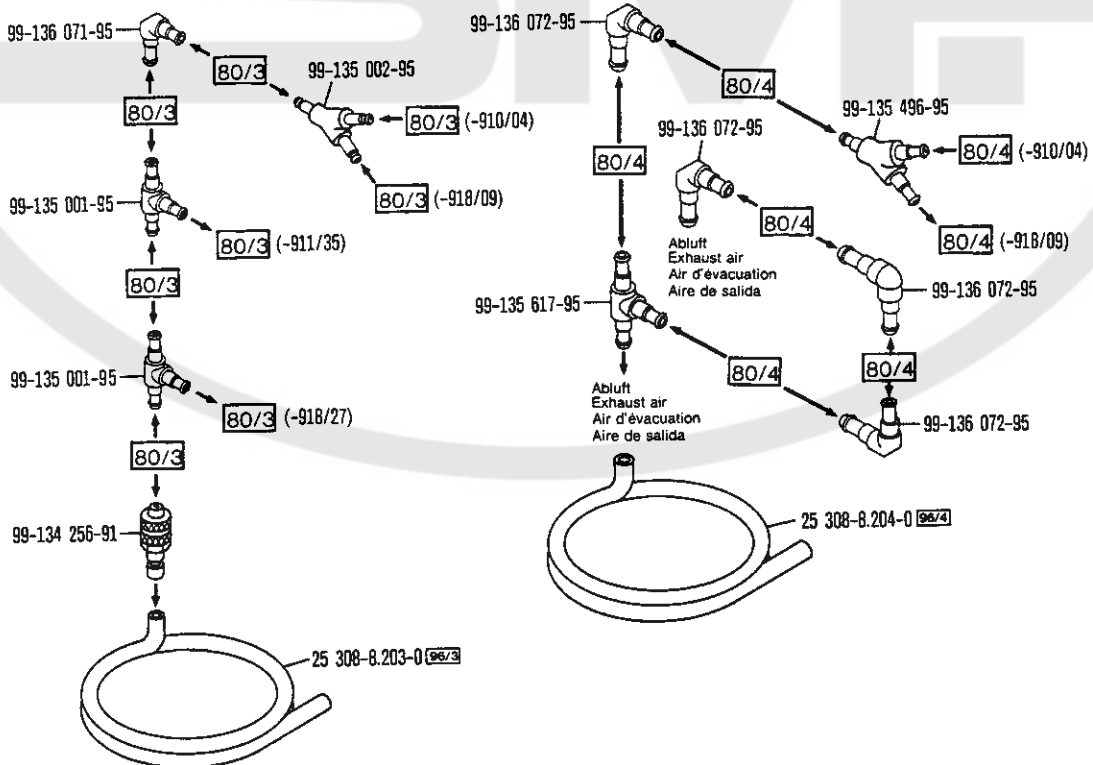 99-136 071-95
80/3
99-135 002-95
80/3
80/3 (-910/04)
80/3 (-918/09)
99-135 001-95
80/3 (-911/35)
80/3
99-135 001-95
80/3 (-918/27)
80/3
99-134 256-91
25 308-8.203-0 96/3
99-136 072-95
80/4
99-135 496-95
80/4 (-910/04)
80/4 (-918/09)
80/4
99-136 072-95
80/4
Abluft
Exhaust air
Air d'évacuation
Aire de salida
99-136 072-95
99-135 617-95
80/4
80/4
99-136 072-95
Abluft
Exhaust air
Air d'évacuation
Aire de salida
25 308-8.204-0 96/4